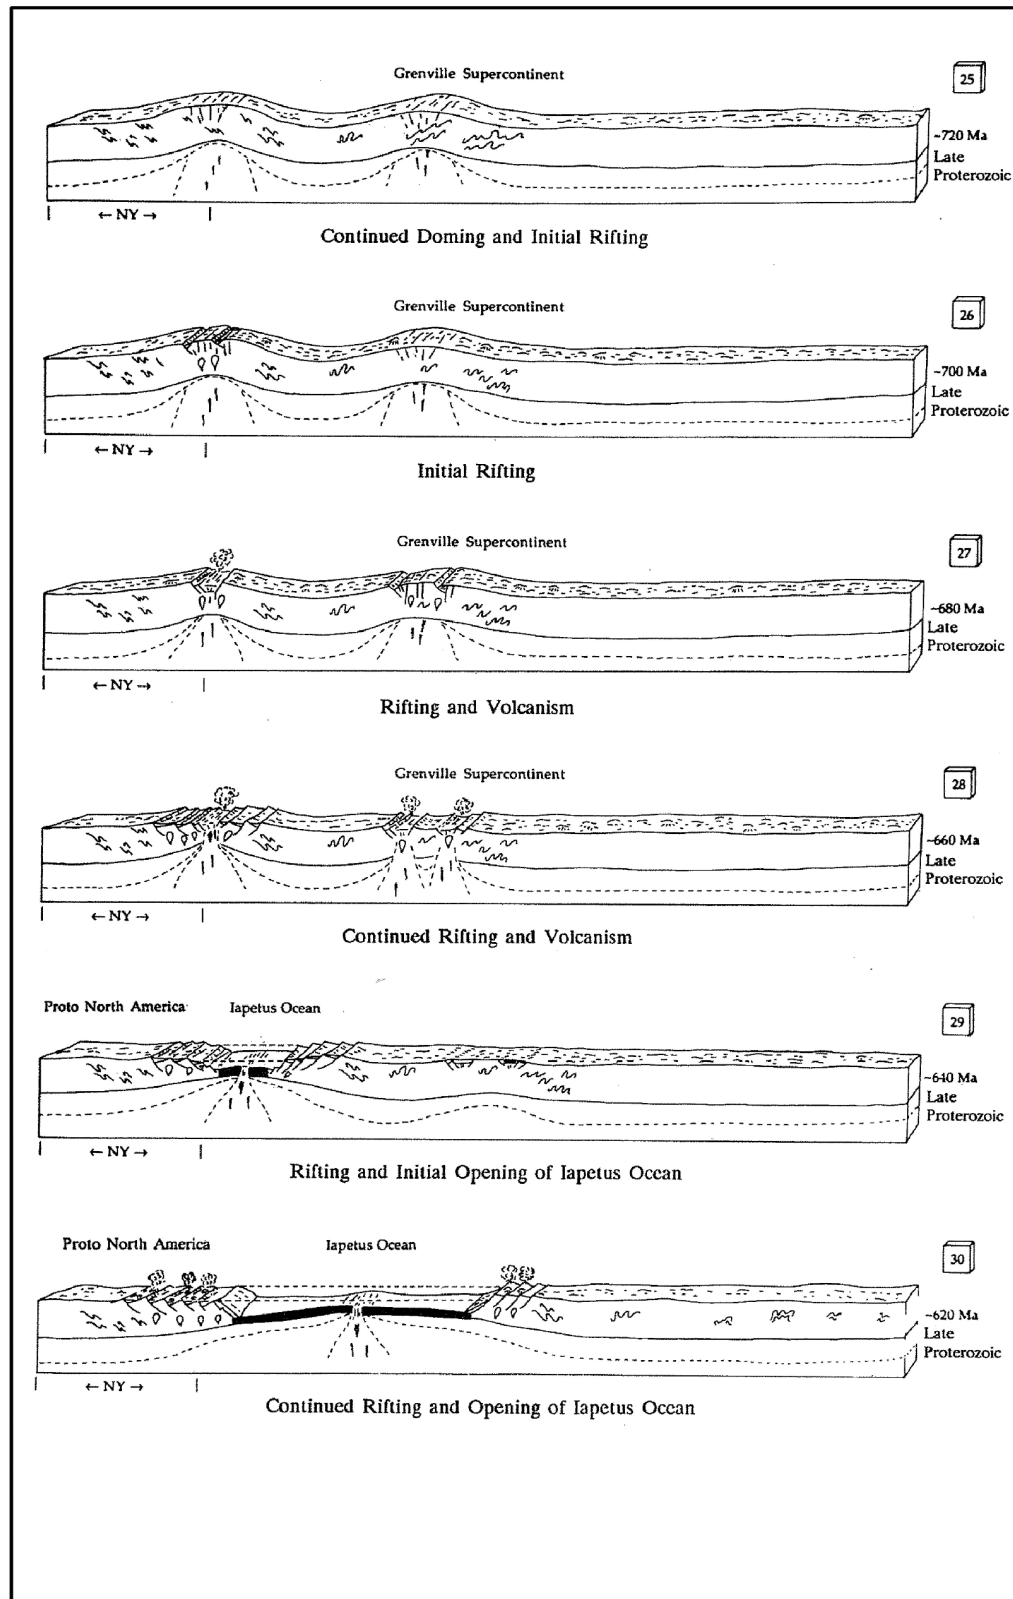 Grenville Supercontinent
25
~720 Ma
Late
Proterozoic
← NY →
Continued Doming and Initial Rifting
Grenville Supercontinent
26
~700 Ma
Late
Proterozoic
← NY →
Initial Rifting
Grenville Supercontinent
27
~680 Ma
Late
Proterozoic
← NY →
Rifting and Volcanism
Grenville Supercontinent
28
~660 Ma
Late
Proterozoic
← NY →
Continued Rifting and Volcanism
Proto North America Iapetus Ocean
29
~640 Ma
Late
Proterozoic
← NY →
Rifting and Initial Opening of Iapetus Ocean
Proto North America Iapetus Ocean
30
~620 Ma
Late
Proterozoic
← NY →
Continued Rifting and Opening of Iapetus Ocean